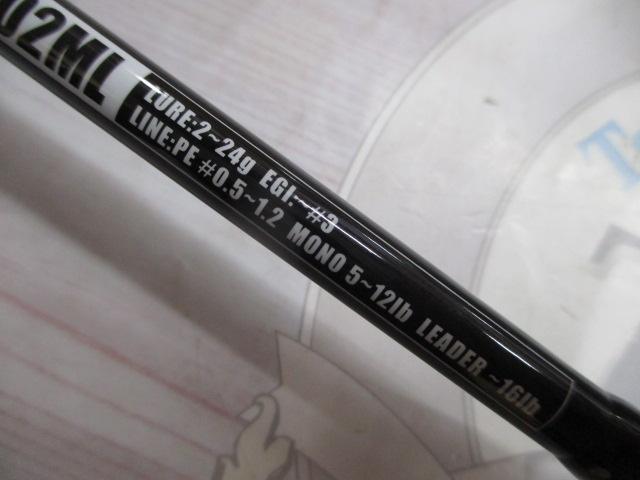 02ML
LURE:2~24g EGI:~#3
LINE:PE #0.5~1.2 MONO 5~12lb LEADER ~16lb